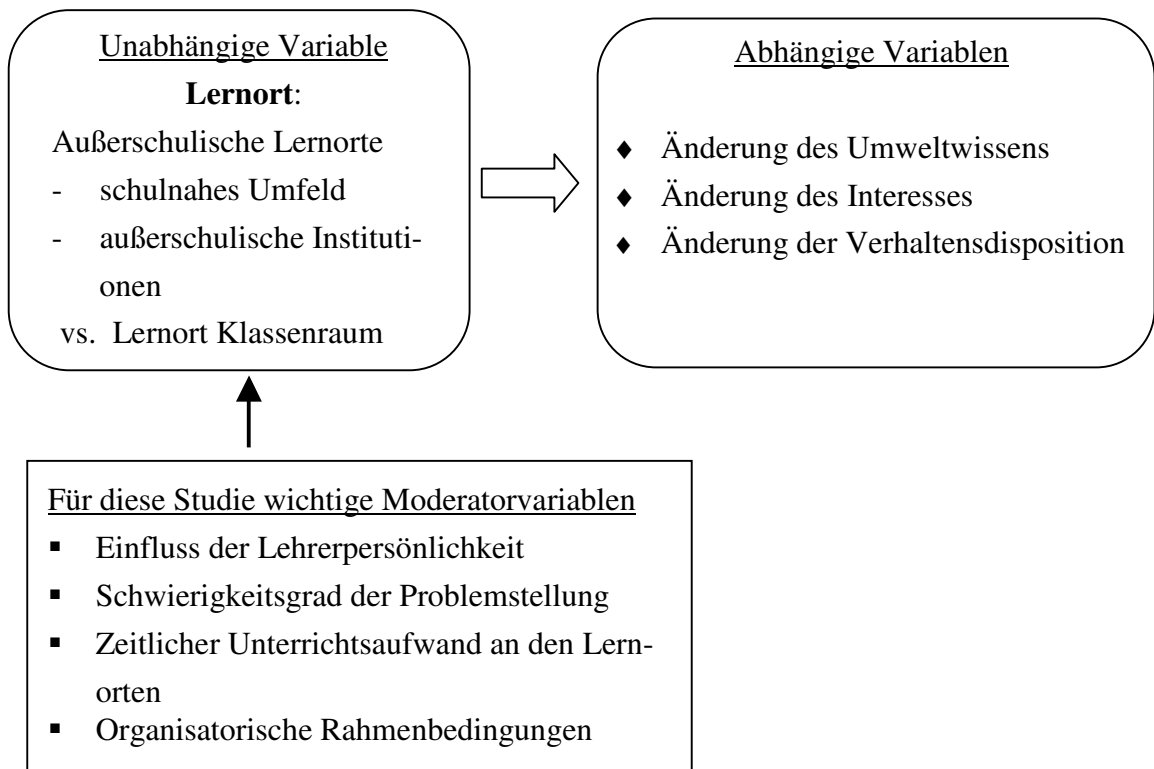 Unabhängige Variable
Lernort:
Außerschulische Lernorte
- schulnahes Umfeld
- außerschulische Instituti-
onen
vs. Lernort Klassenraum
Abhängige Variablen
♦ Änderung des Umweltwissens
♦ Änderung des Interesses
♦ Änderung der Verhaltensdisposition
Für diese Studie wichtige Moderatorvariablen
▪ Einfluss der Lehrerpersönlichkeit
▪ Schwierigkeitsgrad der Problemstellung
▪ Zeitlicher Unterrichtsaufwand an den Lern-
orten
▪ Organisatorische Rahmenbedingungen